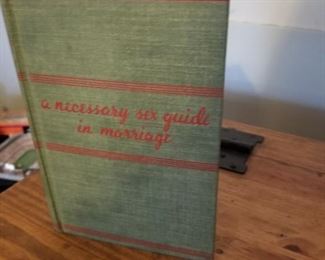 a necessary sex guide
in marriage